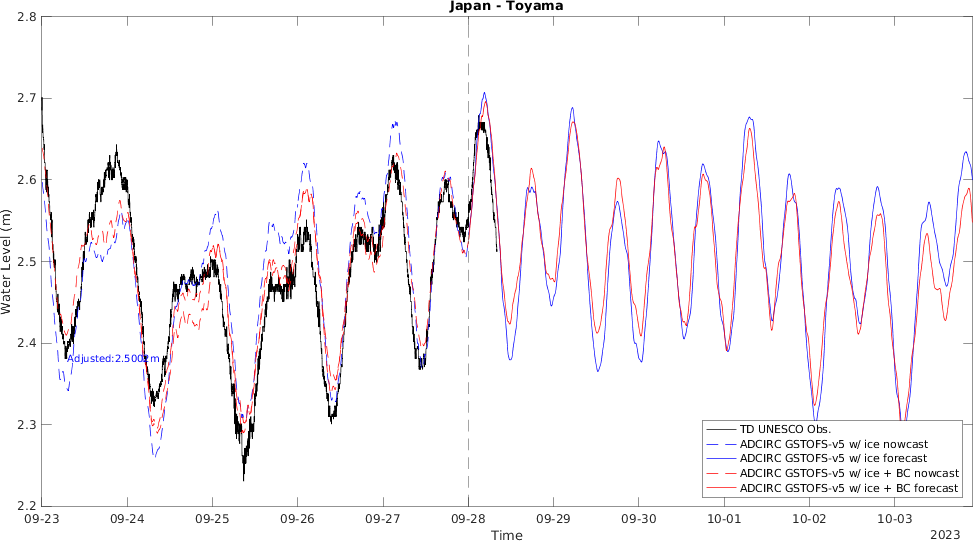 Japan - Toyama
Water Level (m)
2.8
2.7
2.6
2.5
2.4
2.3
2.2
Adjusted:2.5002m
TD UNESCO Obs.
ADCIRC GSTOFS-v5 w/ ice nowcast
ADCIRC GSTOFS-v5 w/ ice forecast
ADCIRC GSTOFS-v5 w/ ice + BC nowcast
ADCIRC GSTOFS-v5 w/ ice + BC forecast
09-23 09-24 09-25 09-26 09-27 09-28 09-29 09-30 10-01 10-02 10-03
Time
2023